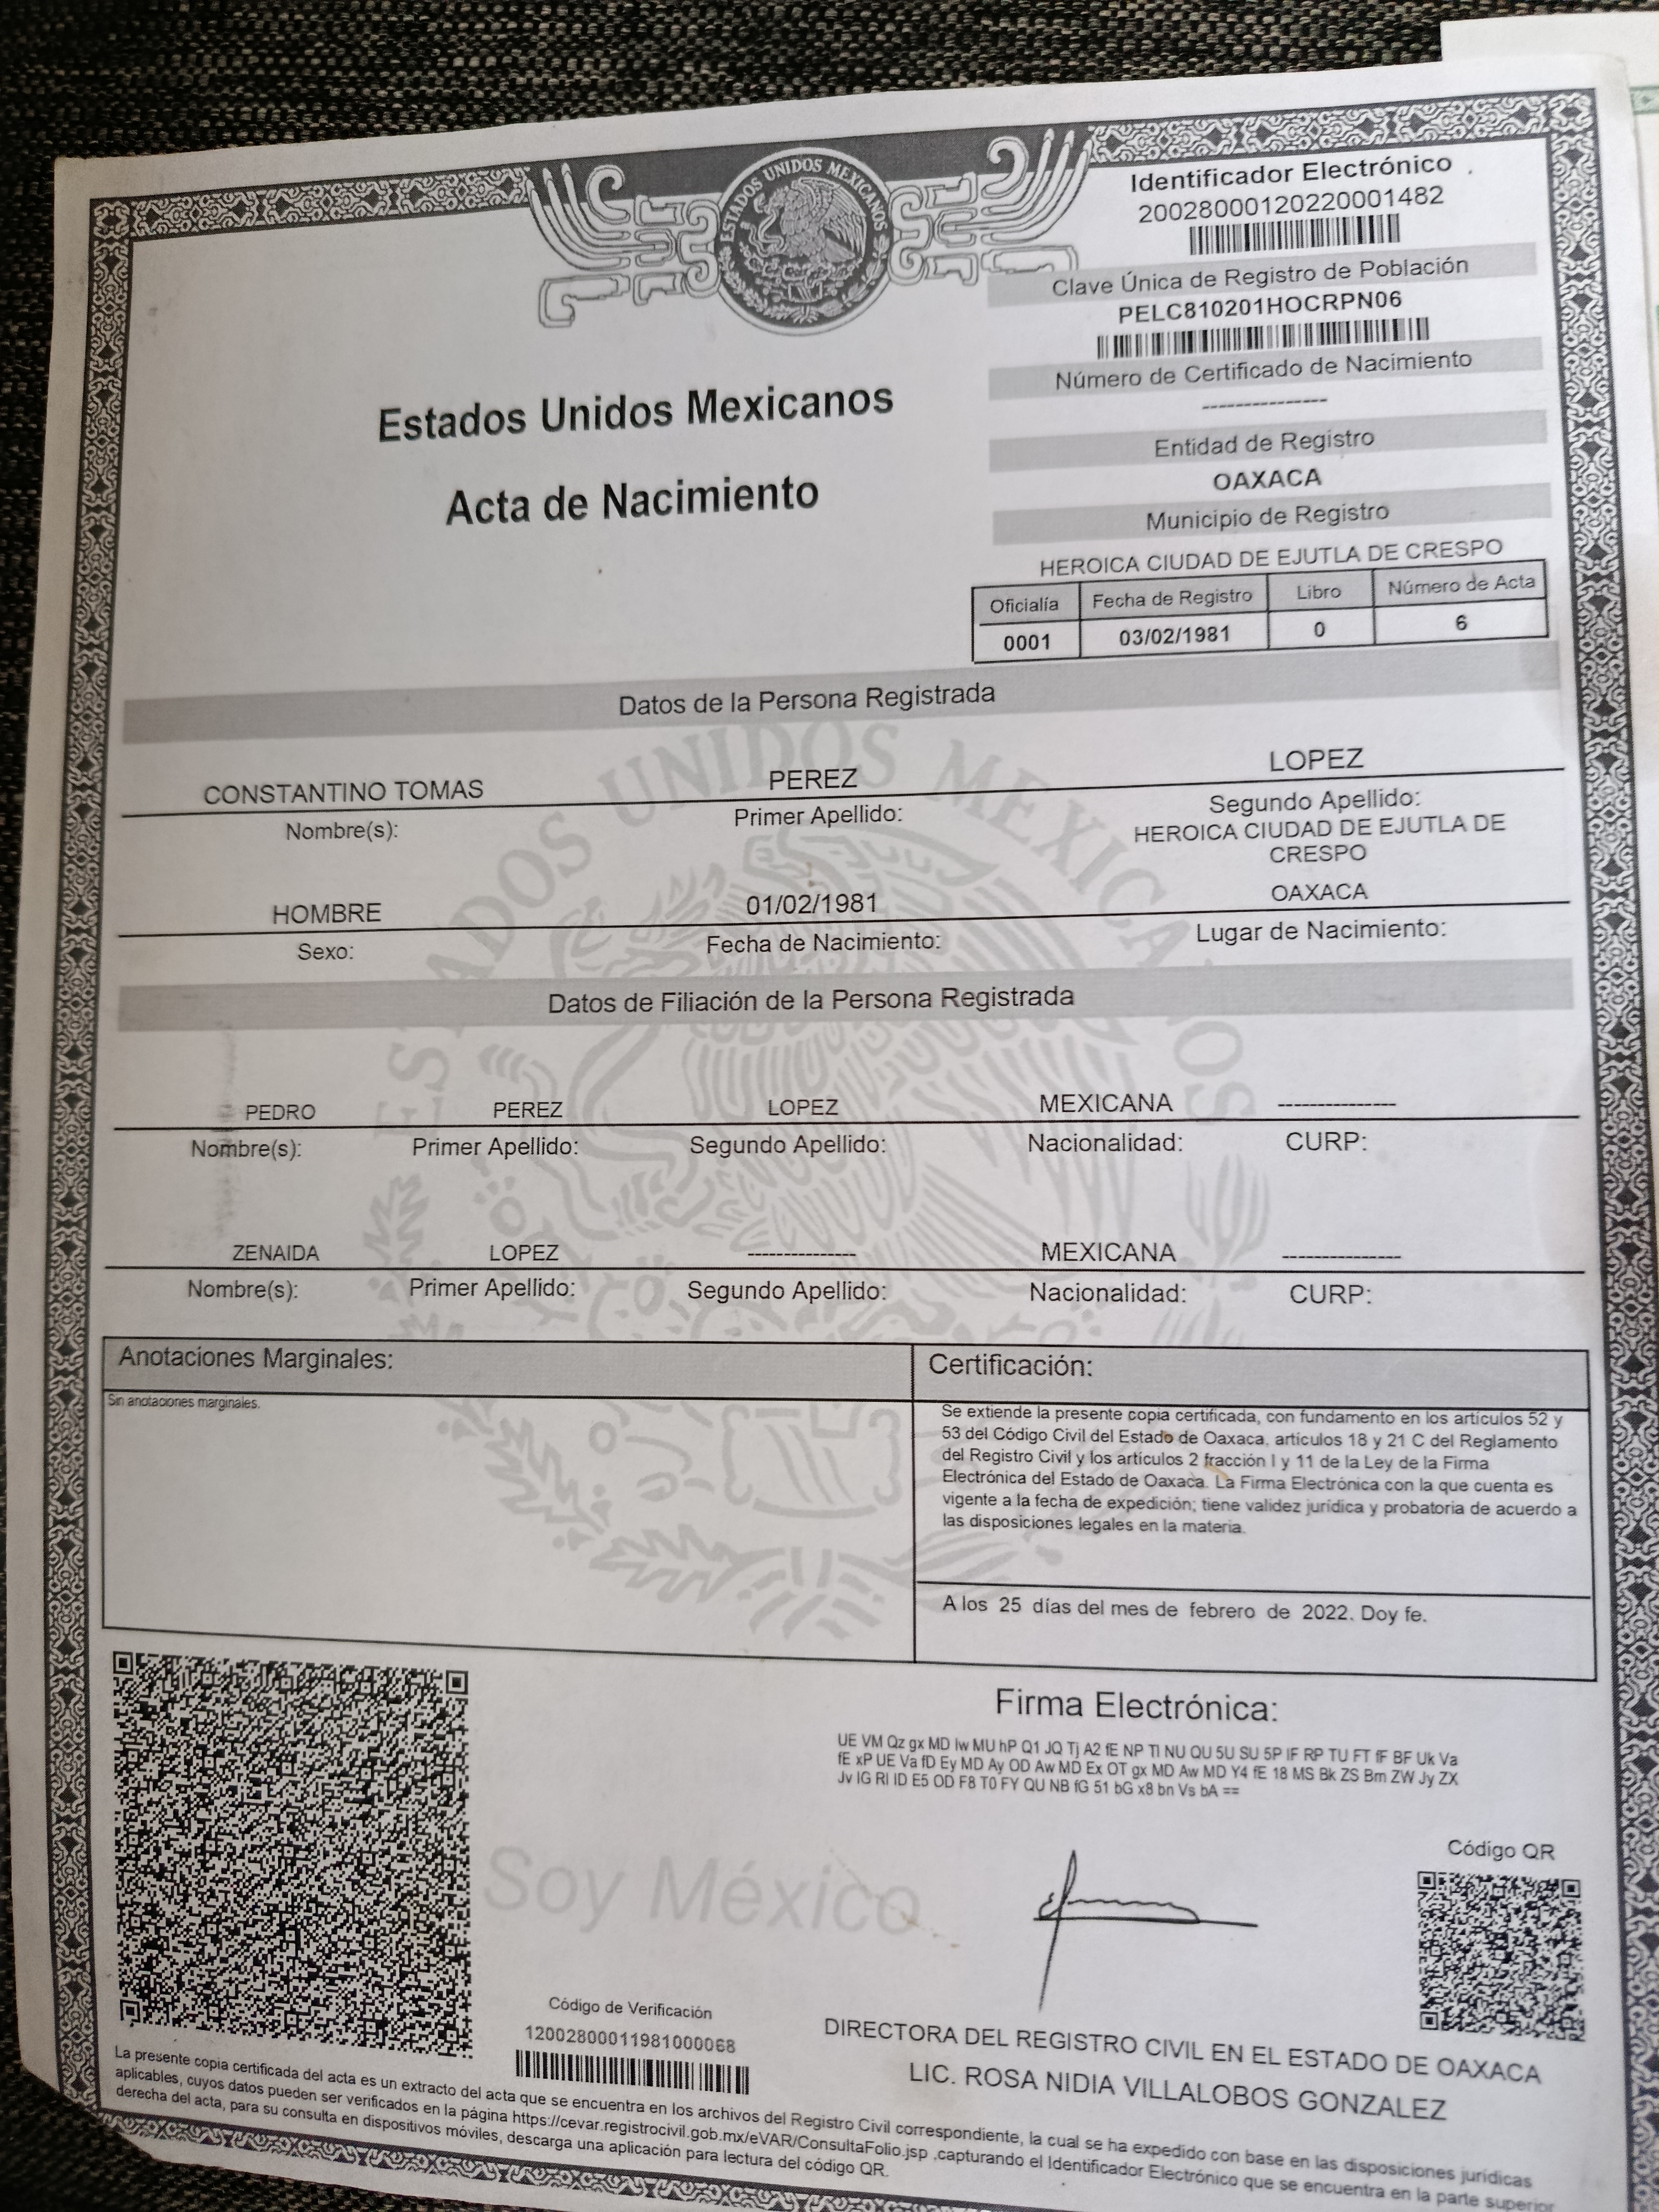 ESTADOS UNIDOS MEXICANOS
Identificador Electrónico
20028000120220001482
Clave Única de Registro de Población
PELC810201HOCRPN06
Número de Certificado de Nacimiento
---------------
Entidad de Registro
OAXACA
Municipio de Registro
HEROICA CIUDAD DE EJUTLA DE CRESPO
Oficialía Fecha de Registro Libro Número de Acta
0001 03/02/1981 0 6
Estados Unidos Mexicanos
Acta de Nacimiento
Datos de la Persona Registrada
CONSTANTINO TOMAS PEREZ LOPEZ
Nombre(s): Primer Apellido: Segundo Apellido:
HEROICA CIUDAD DE EJUTLA DE
CRESPO
HOMBRE 01/02/1981 OAXACA
Sexo: Fecha de Nacimiento: Lugar de Nacimiento:
Datos de Filiación de la Persona Registrada
PEDRO PEREZ LOPEZ MEXICANA ---------------
Nombre(s): Primer Apellido: Segundo Apellido: Nacionalidad: CURP:
ZENAIDA LOPEZ --------------- MEXICANA ---------------
Nombre(s): Primer Apellido: Segundo Apellido: Nacionalidad: CURP:
ESTADOS UNIDOS MEXICANOS
Anotaciones Marginales:
Sin anotaciones marginales.
Certificación:
Se extiende la presente copia certificada, con fundamento en los artículos 52 y
53 del Código Civil del Estado de Oaxaca, artículos 18 y 21 C del Reglamento
del Registro Civil y los artículos 2 fracción I y 11 de la Ley de la Firma
Electrónica del Estado de Oaxaca. La Firma Electrónica con la que cuenta es
vigente a la fecha de expedición; tiene validez jurídica y probatoria de acuerdo a
las disposiciones legales en la materia.
A los 25 días del mes de febrero de 2022. Doy fe.
Firma Electrónica:
UE VM Qz gx MD Iw MU hP Q1 JQ Tj A2 fE NP Tl NU QU 5U SU 5P IF RP TU FT fF BF Uk Va
fE xP UE Va fD Ey MD Ay OD Aw MD Ex OT gx MD Aw MD Y4 fE 18 MS Bk ZS Bm ZW Jy ZX
Jv IG Rl ID E5 OD F8 T0 FY QU NB fG 51 bG x8 bn Vs bA ==
Soy México
Código QR
Código de Verificación
12002800011981000068
DIRECTORA DEL REGISTRO CIVIL EN EL ESTADO DE OAXACA
LIC. ROSA NIDIA VILLALOBOS GONZALEZ
La presente copia certificada del acta es un extracto del acta que se encuentra en los archivos del Registro Civil correspondiente, la cual se ha expedido con base en las disposiciones jurídicas
aplicables, cuyos datos pueden ser verificados en la página https://cevar.registrocivil.gob.mx/eVAR/ConsultaFolio.jsp ,capturando el Identificador Electrónico que se encuentra en la parte superior
derecha del acta, para su consulta en dispositivos móviles, descarga una aplicación para lectura del código QR.